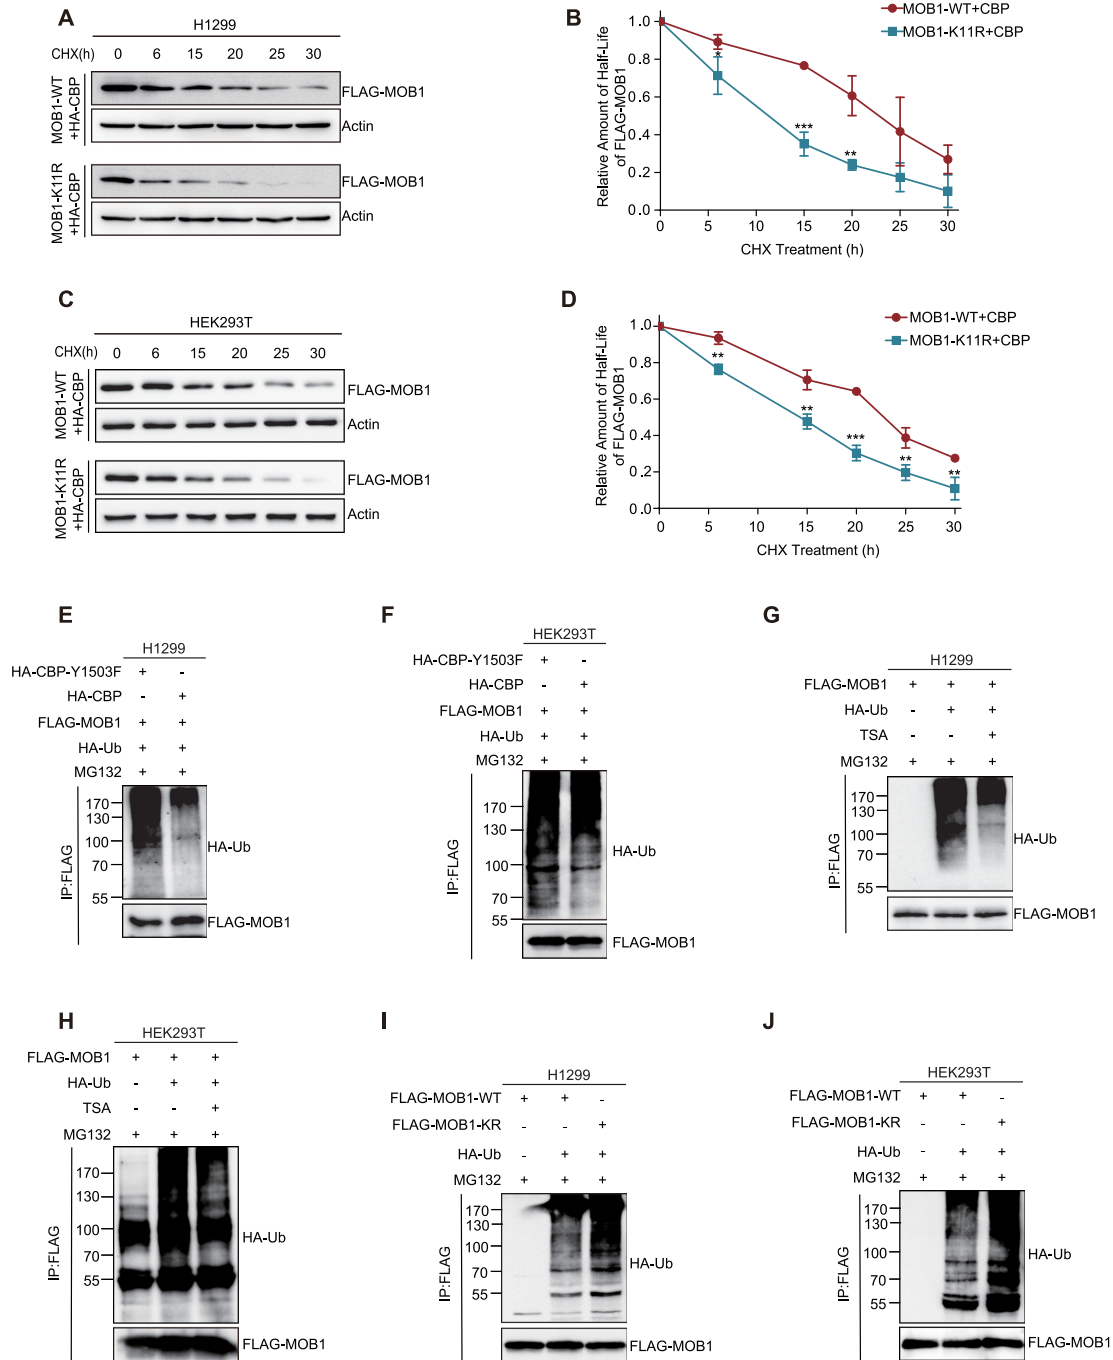 A
H1299
CHX(h) 0 6 15 20 25 30
MOB1-WT
+HA-CBP
FLAG-MOB1
Actin
MOB1-K11R
+HA-CBP
FLAG-MOB1
Actin
B
MOB1-WT+CBP
MOB1-K11R+CBP
Relative Amount of Half-Life
of FLAG-MOB1
1.0
0.8
0.6
0.4
0.2
0.0
*
***
**
0 5 10 15 20 25 30
CHX Treatment (h)
C
HEK293T
CHX(h) 0 6 15 20 25 30
MOB1-WT
+HA-CBP
FLAG-MOB1
Actin
MOB1-K11R
+HA-CBP
FLAG-MOB1
Actin
D
MOB1-WT+CBP
MOB1-K11R+CBP
Relative Amount of Half-Life
of FLAG-MOB1
1.0
0.8
0.6
0.4
0.2
0.0
**
**
***
**
**
0 5 10 15 20 25 30
CHX Treatment (h)
E
H1299
HA-CBP-Y1503F + -
HA-CBP - +
FLAG-MOB1 + +
HA-Ub + +
MG132 + +
IP:FLAG
170
130
100
70
55
HA-Ub
FLAG-MOB1
F
HEK293T
HA-CBP-Y1503F + -
HA-CBP - +
FLAG-MOB1 + +
HA-Ub + +
MG132 + +
IP:FLAG
170
130
100
70
55
HA-Ub
FLAG-MOB1
G
H1299
FLAG-MOB1 + + +
HA-Ub - + +
TSA - - +
MG132 + + +
IP:FLAG
170
130
100
70
55
HA-Ub
FLAG-MOB1
H
HEK293T
FLAG-MOB1 + + +
HA-Ub - + +
TSA - - +
MG132 + + +
IP:FLAG
170
130
100
70
55
HA-Ub
FLAG-MOB1
I
H1299
FLAG-MOB1-WT + + -
FLAG-MOB1-KR - - +
HA-Ub - + +
MG132 + + +
IP:FLAG
170
130
100
70
55
HA-Ub
FLAG-MOB1
J
HEK293T
FLAG-MOB1-WT + + -
FLAG-MOB1-KR - - +
HA-Ub - + +
MG132 + + +
IP:FLAG
170
130
100
70
55
HA-Ub
FLAG-MOB1